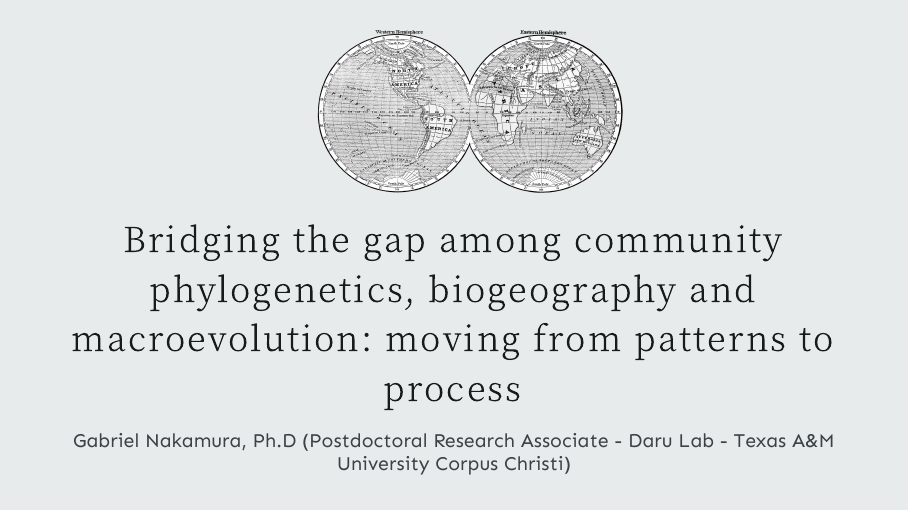 Western Hemisphere Eastern Hemisphere
NORTH
AMERICA
SOUTH
AMERICA
Bridging the gap among community
phylogenetics, biogeography and
macroevolution: moving from patterns to
process
Gabriel Nakamura, Ph.D (Postdoctoral Research Associate - Daru Lab - Texas A&M
University Corpus Christi)